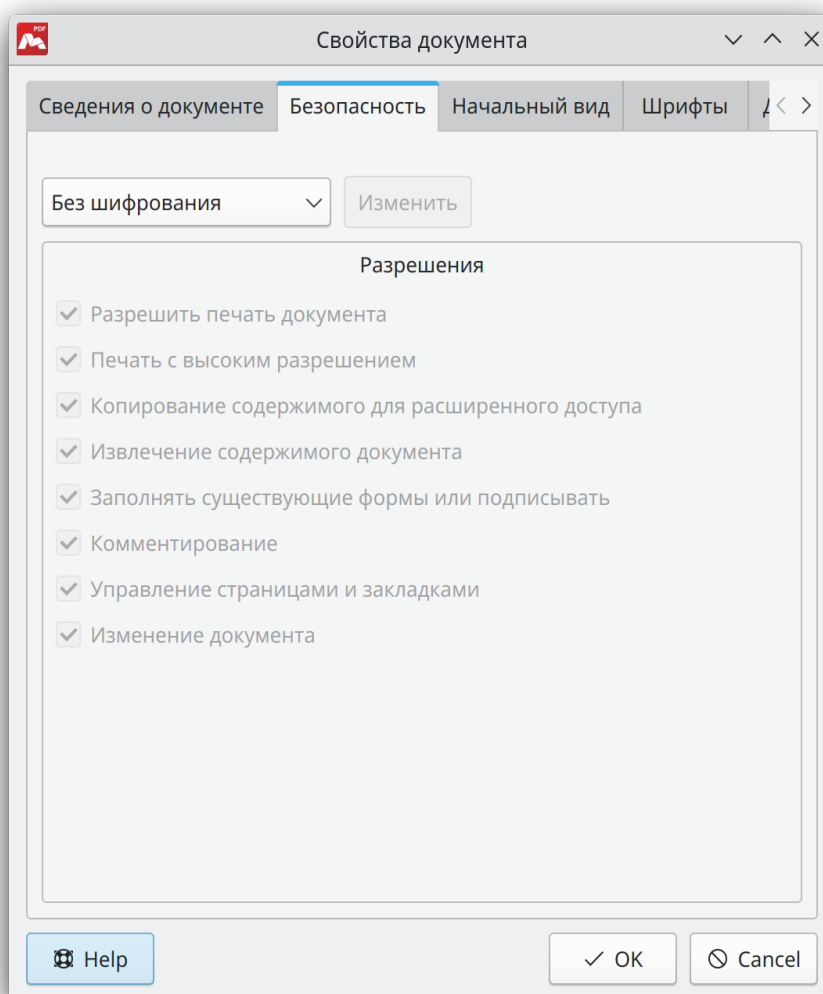 PDF
Свойства документа
Сведения о документе Безопасность Начальный вид Шрифты
Без шифрования Изменить
Разрешения
Разрешить печать документа
Печать с высоким разрешением
Копирование содержимого для расширенного доступа
Извлечение содержимого документа
Заполнять существующие формы или подписывать
Комментирование
Управление страницами и закладками
Изменение документа
Help OK Cancel